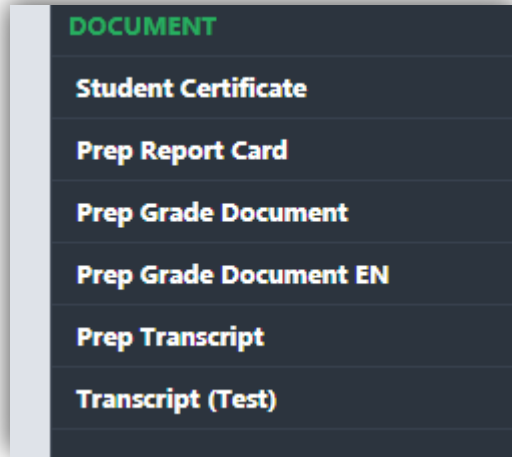 DOCUMENT
Student Certificate
Prep Report Card
Prep Grade Document
Prep Grade Document EN
Prep Transcript
Transcript (Test)